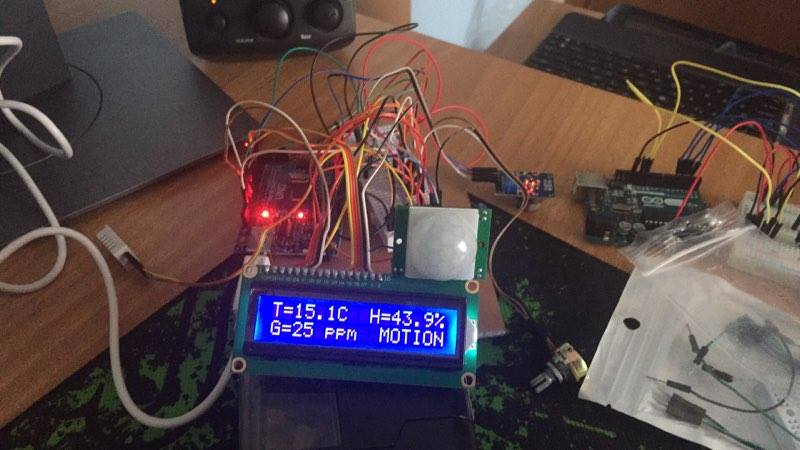 T=15.1C H=43.9%
G=25 ppm MOTION